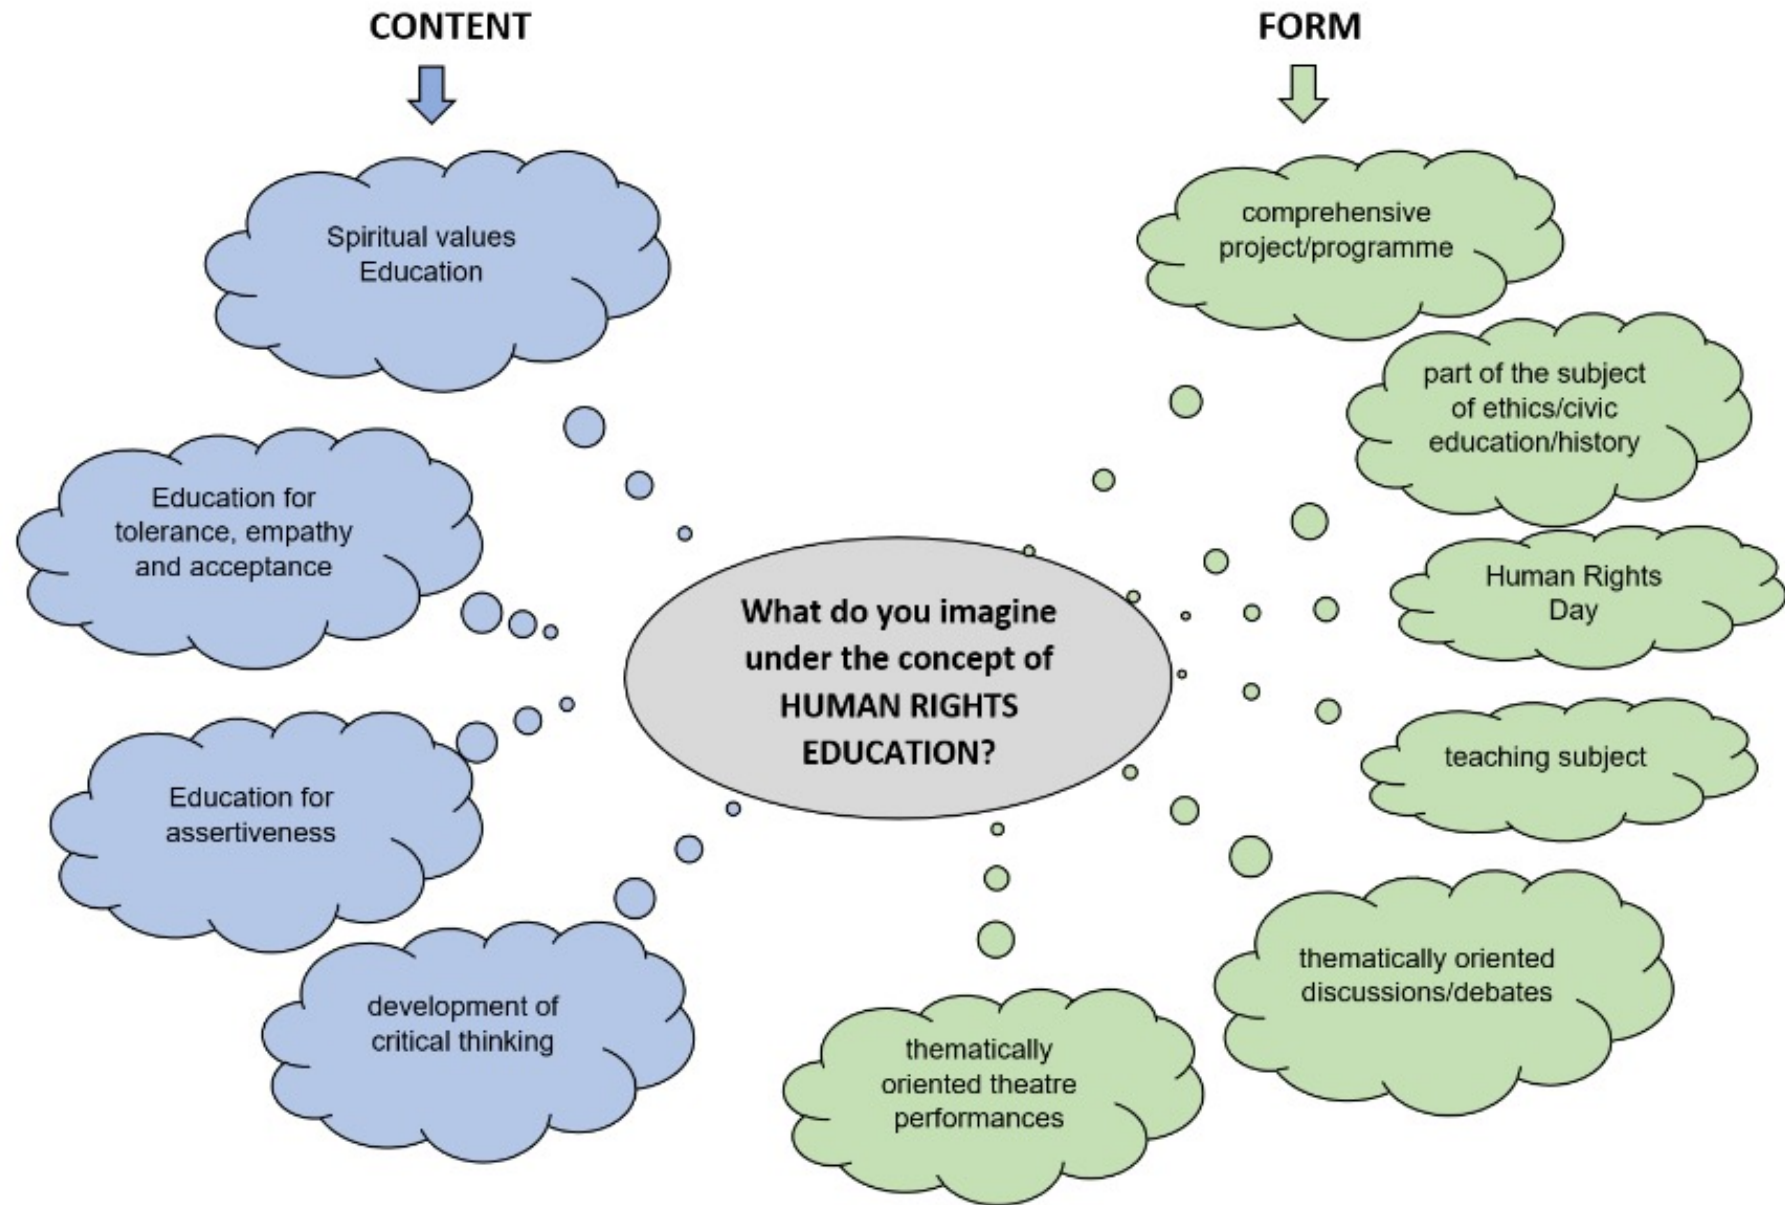 CONTENT
FORM
Spiritual values
Education
Education for
tolerance, empathy
and acceptance
Education for
assertiveness
development of
critical thinking
What do you imagine
under the concept of
HUMAN RIGHTS
EDUCATION?
comprehensive
project/programme
part of the subject
of ethics/civic
education/history
Human Rights
Day
teaching subject
thematically oriented
discussions/debates
thematically
oriented theatre
performances